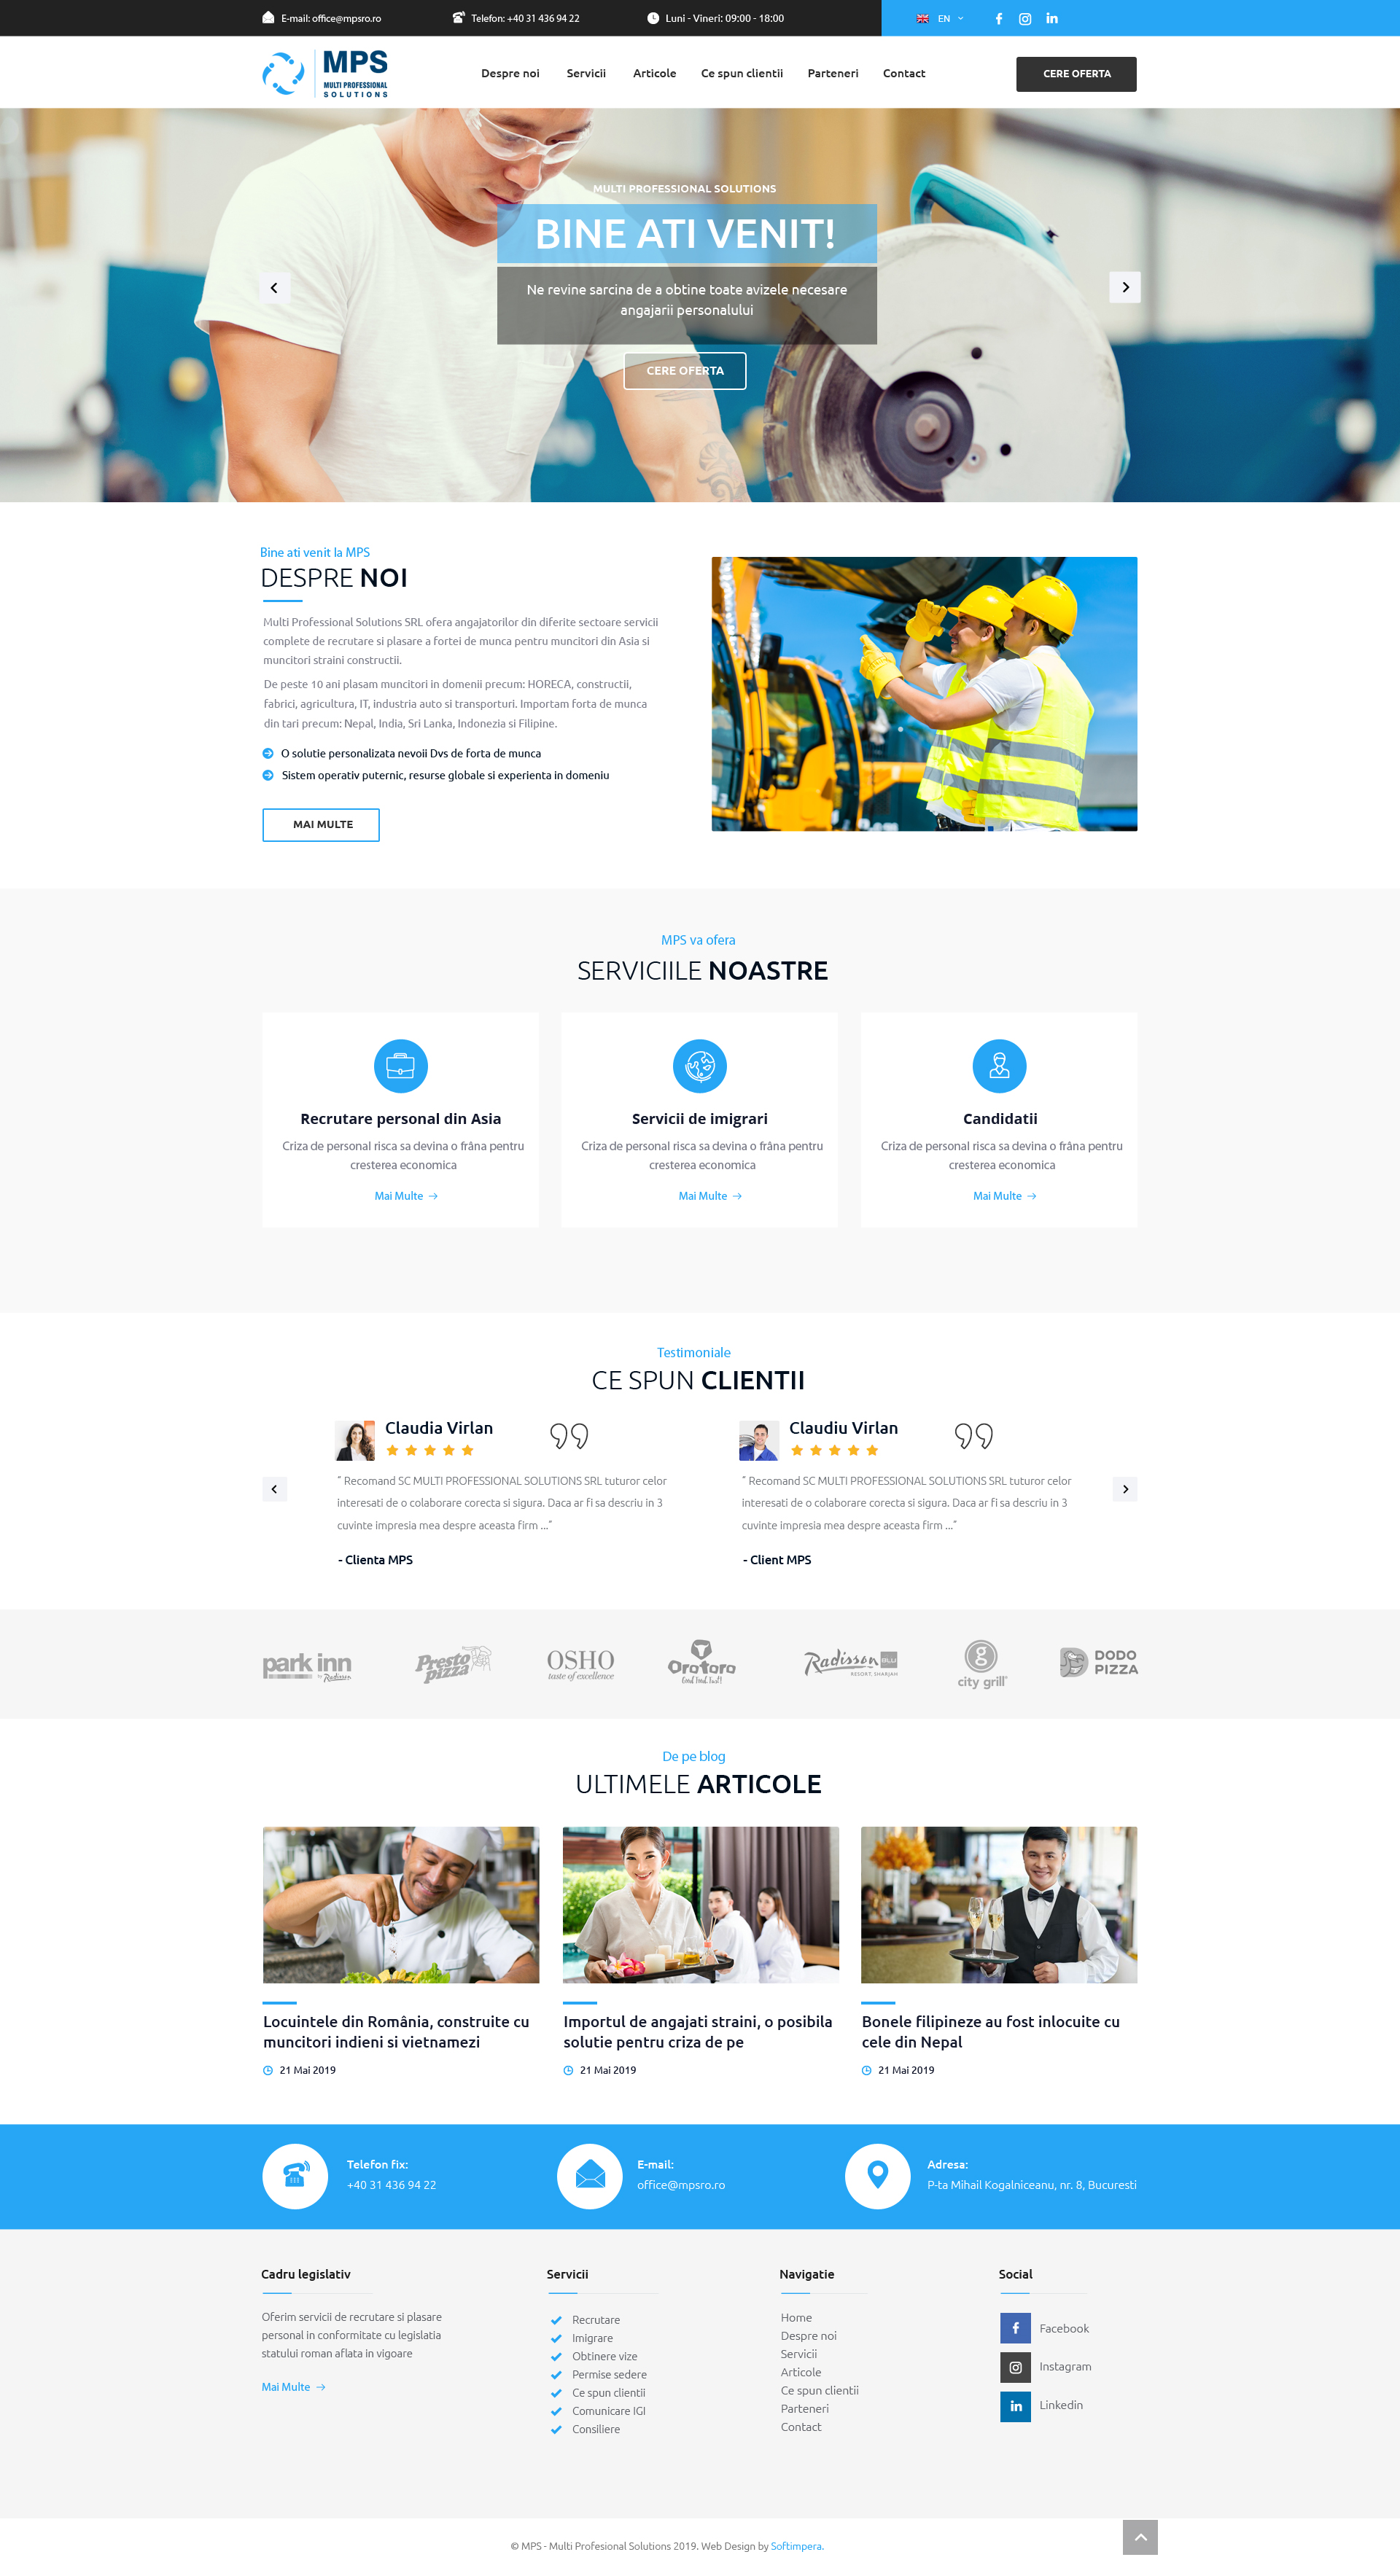 E-mail: office@mpsro.ro
Telefon: +40 31 436 94 22
Luni - Vineri: 09:00 - 18:00
EN
MPS
MULTI PROFESSIONAL
SOLUTIONS
Despre noi
Servicii
Articole
Ce spun clientii
Parteneri
Contact
CERE OFERTA
MULTI PROFESSIONAL SOLUTIONS
BINE ATI VENIT!
Ne revine sarcina de a obtine toate avizele necesare
angajarii personalului
CERE OFERTA
Bine ati venit la MPS
DESPRE NOI
Multi Professional Solutions SRL ofera angajatorilor din diferite sectoare servicii
complete de recrutare si plasare a fortei de munca pentru muncitori din Asia si
muncitori straini constructii.
De peste 10 ani plasam muncitori in domenii precum: HORECA, constructii,
fabrici, agricultura, IT, industria auto si transporturi. Importam forta de munca
din tari precum: Nepal, India, Sri Lanka, Indonezia si Filipine.
O solutie personalizata nevoii Dvs de forta de munca
Sistem operativ puternic, resurse globale si experienta in domeniu
MAI MULTE
MPS va ofera
SERVICIILE NOASTRE
Recrutare personal din Asia
Criza de personal risca sa devina o frâna pentru
cresterea economica
Mai Multe
Servicii de imigrari
Criza de personal risca sa devina o frâna pentru
cresterea economica
Mai Multe
Candidatii
Criza de personal risca sa devina o frâna pentru
cresterea economica
Mai Multe
Testimoniale
CE SPUN CLIENTII
Claudia Virlan
" Recomand SC MULTI PROFESSIONAL SOLUTIONS SRL tuturor celor
interesati de o colaborare corecta si sigura. Daca ar fi sa descriu in 3
cuvinte impresia mea despre aceasta firm ..."
- Clienta MPS
Claudiu Virlan
" Recomand SC MULTI PROFESSIONAL SOLUTIONS SRL tuturor celor
interesati de o colaborare corecta si sigura. Daca ar fi sa descriu in 3
cuvinte impresia mea despre aceasta firm ..."
- Client MPS
park inn
by Radisson
Presto
pizza
OSHO
taste of excellence
Orotoro
Good Food, Fast!
Radisson BLU
RESORT, SHARJAH
g
city grill
DODO
PIZZA
De pe blog
ULTIMELE ARTICOLE
Locuintele din România, construite cu
muncitori indieni si vietnamezi
21 Mai 2019
Importul de angajati straini, o posibila
solutie pentru criza de pe
21 Mai 2019
Bonele filipineze au fost inlocuite cu
cele din Nepal
21 Mai 2019
Telefon fix:
+40 31 436 94 22
E-mail:
office@mpsro.ro
Adresa:
P-ta Mihail Kogalniceanu, nr. 8, Bucuresti
Cadru legislativ
Oferim servicii de recrutare si plasare
personal in conformitate cu legislatia
statului roman aflata in vigoare
Mai Multe
Servicii
Recrutare
Imigrare
Obtinere vize
Permise sedere
Ce spun clientii
Comunicare IGI
Consiliere
Navigatie
Home
Despre noi
Servicii
Articole
Ce spun clientii
Parteneri
Contact
Social
Facebook
Instagram
Linkedin
© MPS - Multi Profesional Solutions 2019. Web Design by Softimpera.